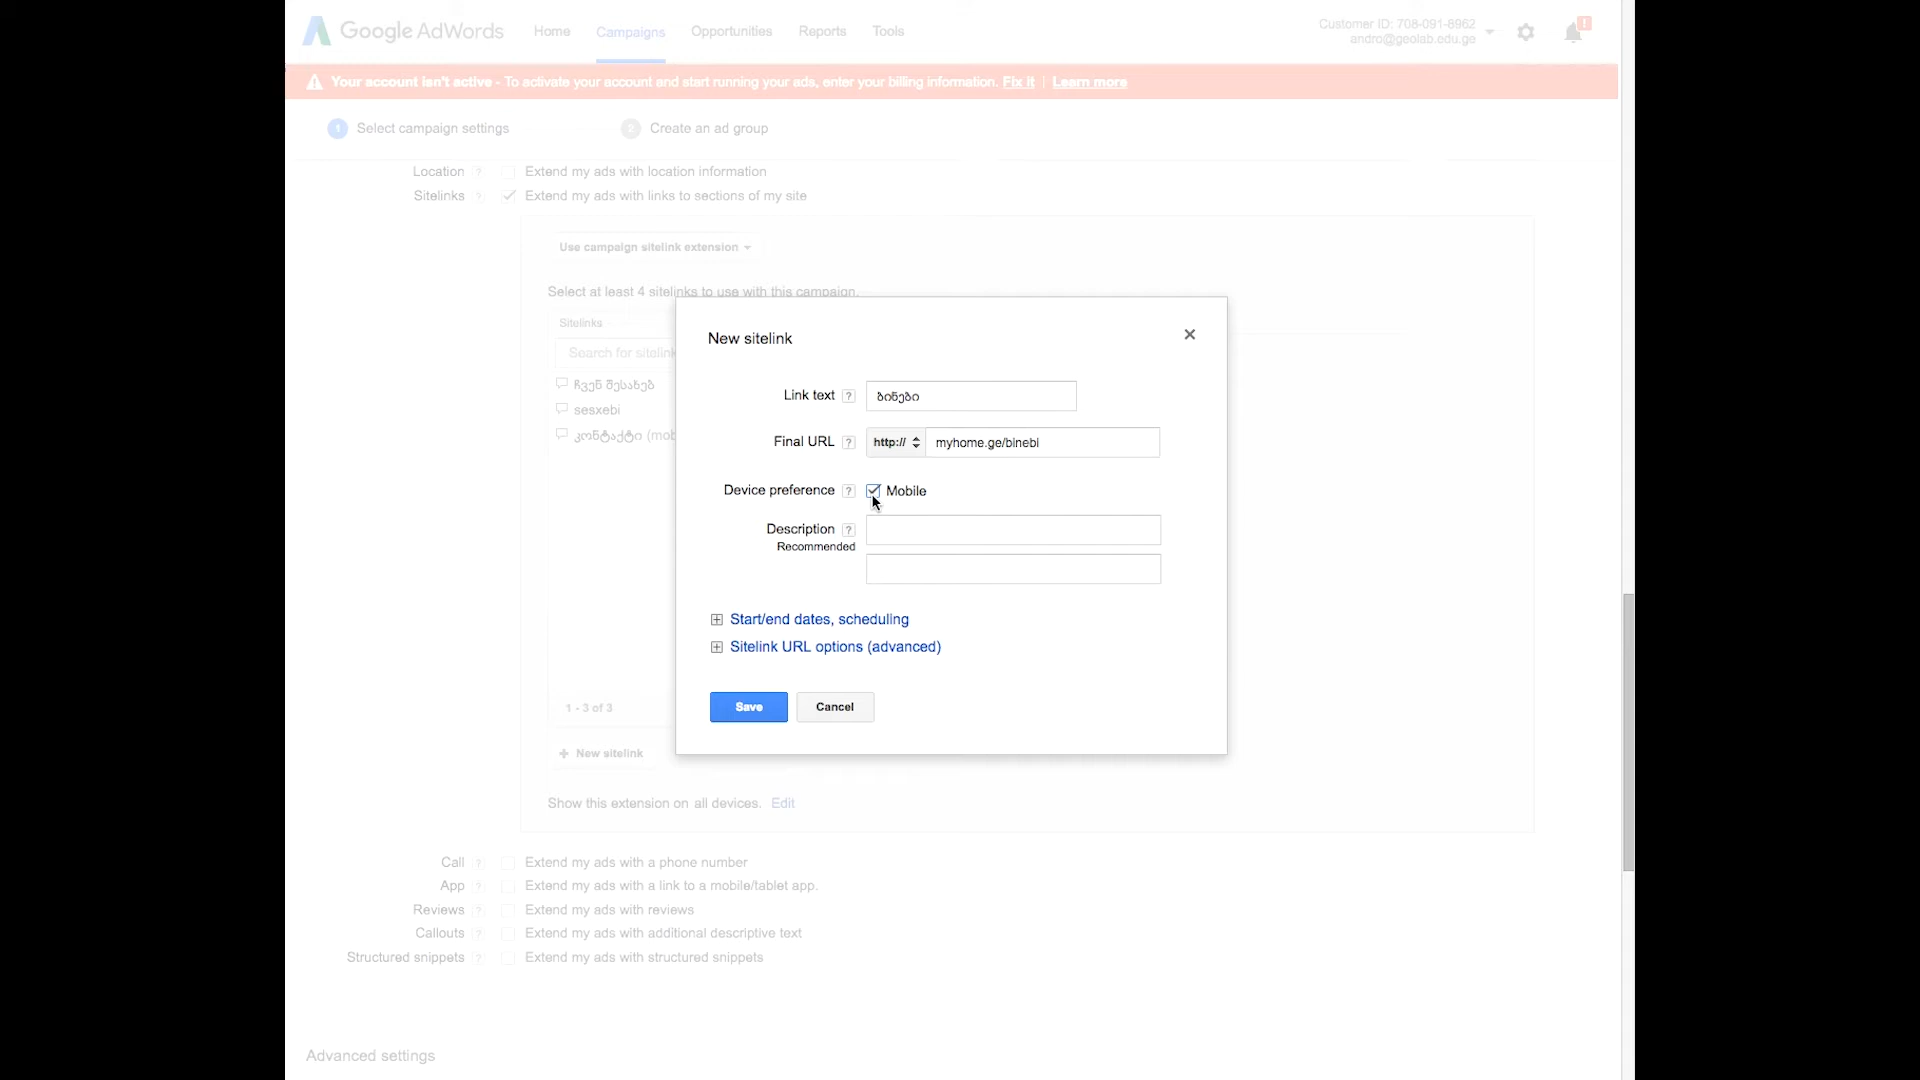 Google AdWords Home Campaigns Opportunities Reports Tools
Customer ID: 708-091-8962
andro@geolab.edu.ge
!
Your account isn't active - To activate your account and start running your ads, enter your billing information. Fix it | Learn more
1 Select campaign settings 2 Create an ad group
Location ? Extend my ads with location information
Sitelinks ? Extend my ads with links to sections of my site
Use campaign sitelink extension
Select at least 4 sitelinks to use with this campaign.
Sitelinks
Search for sitelink
ჩვენ შესახებ
sesxebi
კონტაქტი (mob
1 - 3 of 3
+ New sitelink
Show this extension on all devices. Edit
New sitelink
Link text ? ბინები
Final URL ? http:// myhome.ge/binebi
Device preference ? Mobile
Description ?
Recommended
Start/end dates, scheduling
Sitelink URL options (advanced)
Save Cancel
Call ? Extend my ads with a phone number
App ? Extend my ads with a link to a mobile/tablet app.
Reviews ? Extend my ads with reviews
Callouts ? Extend my ads with additional descriptive text
Structured snippets ? Extend my ads with structured snippets
Advanced settings